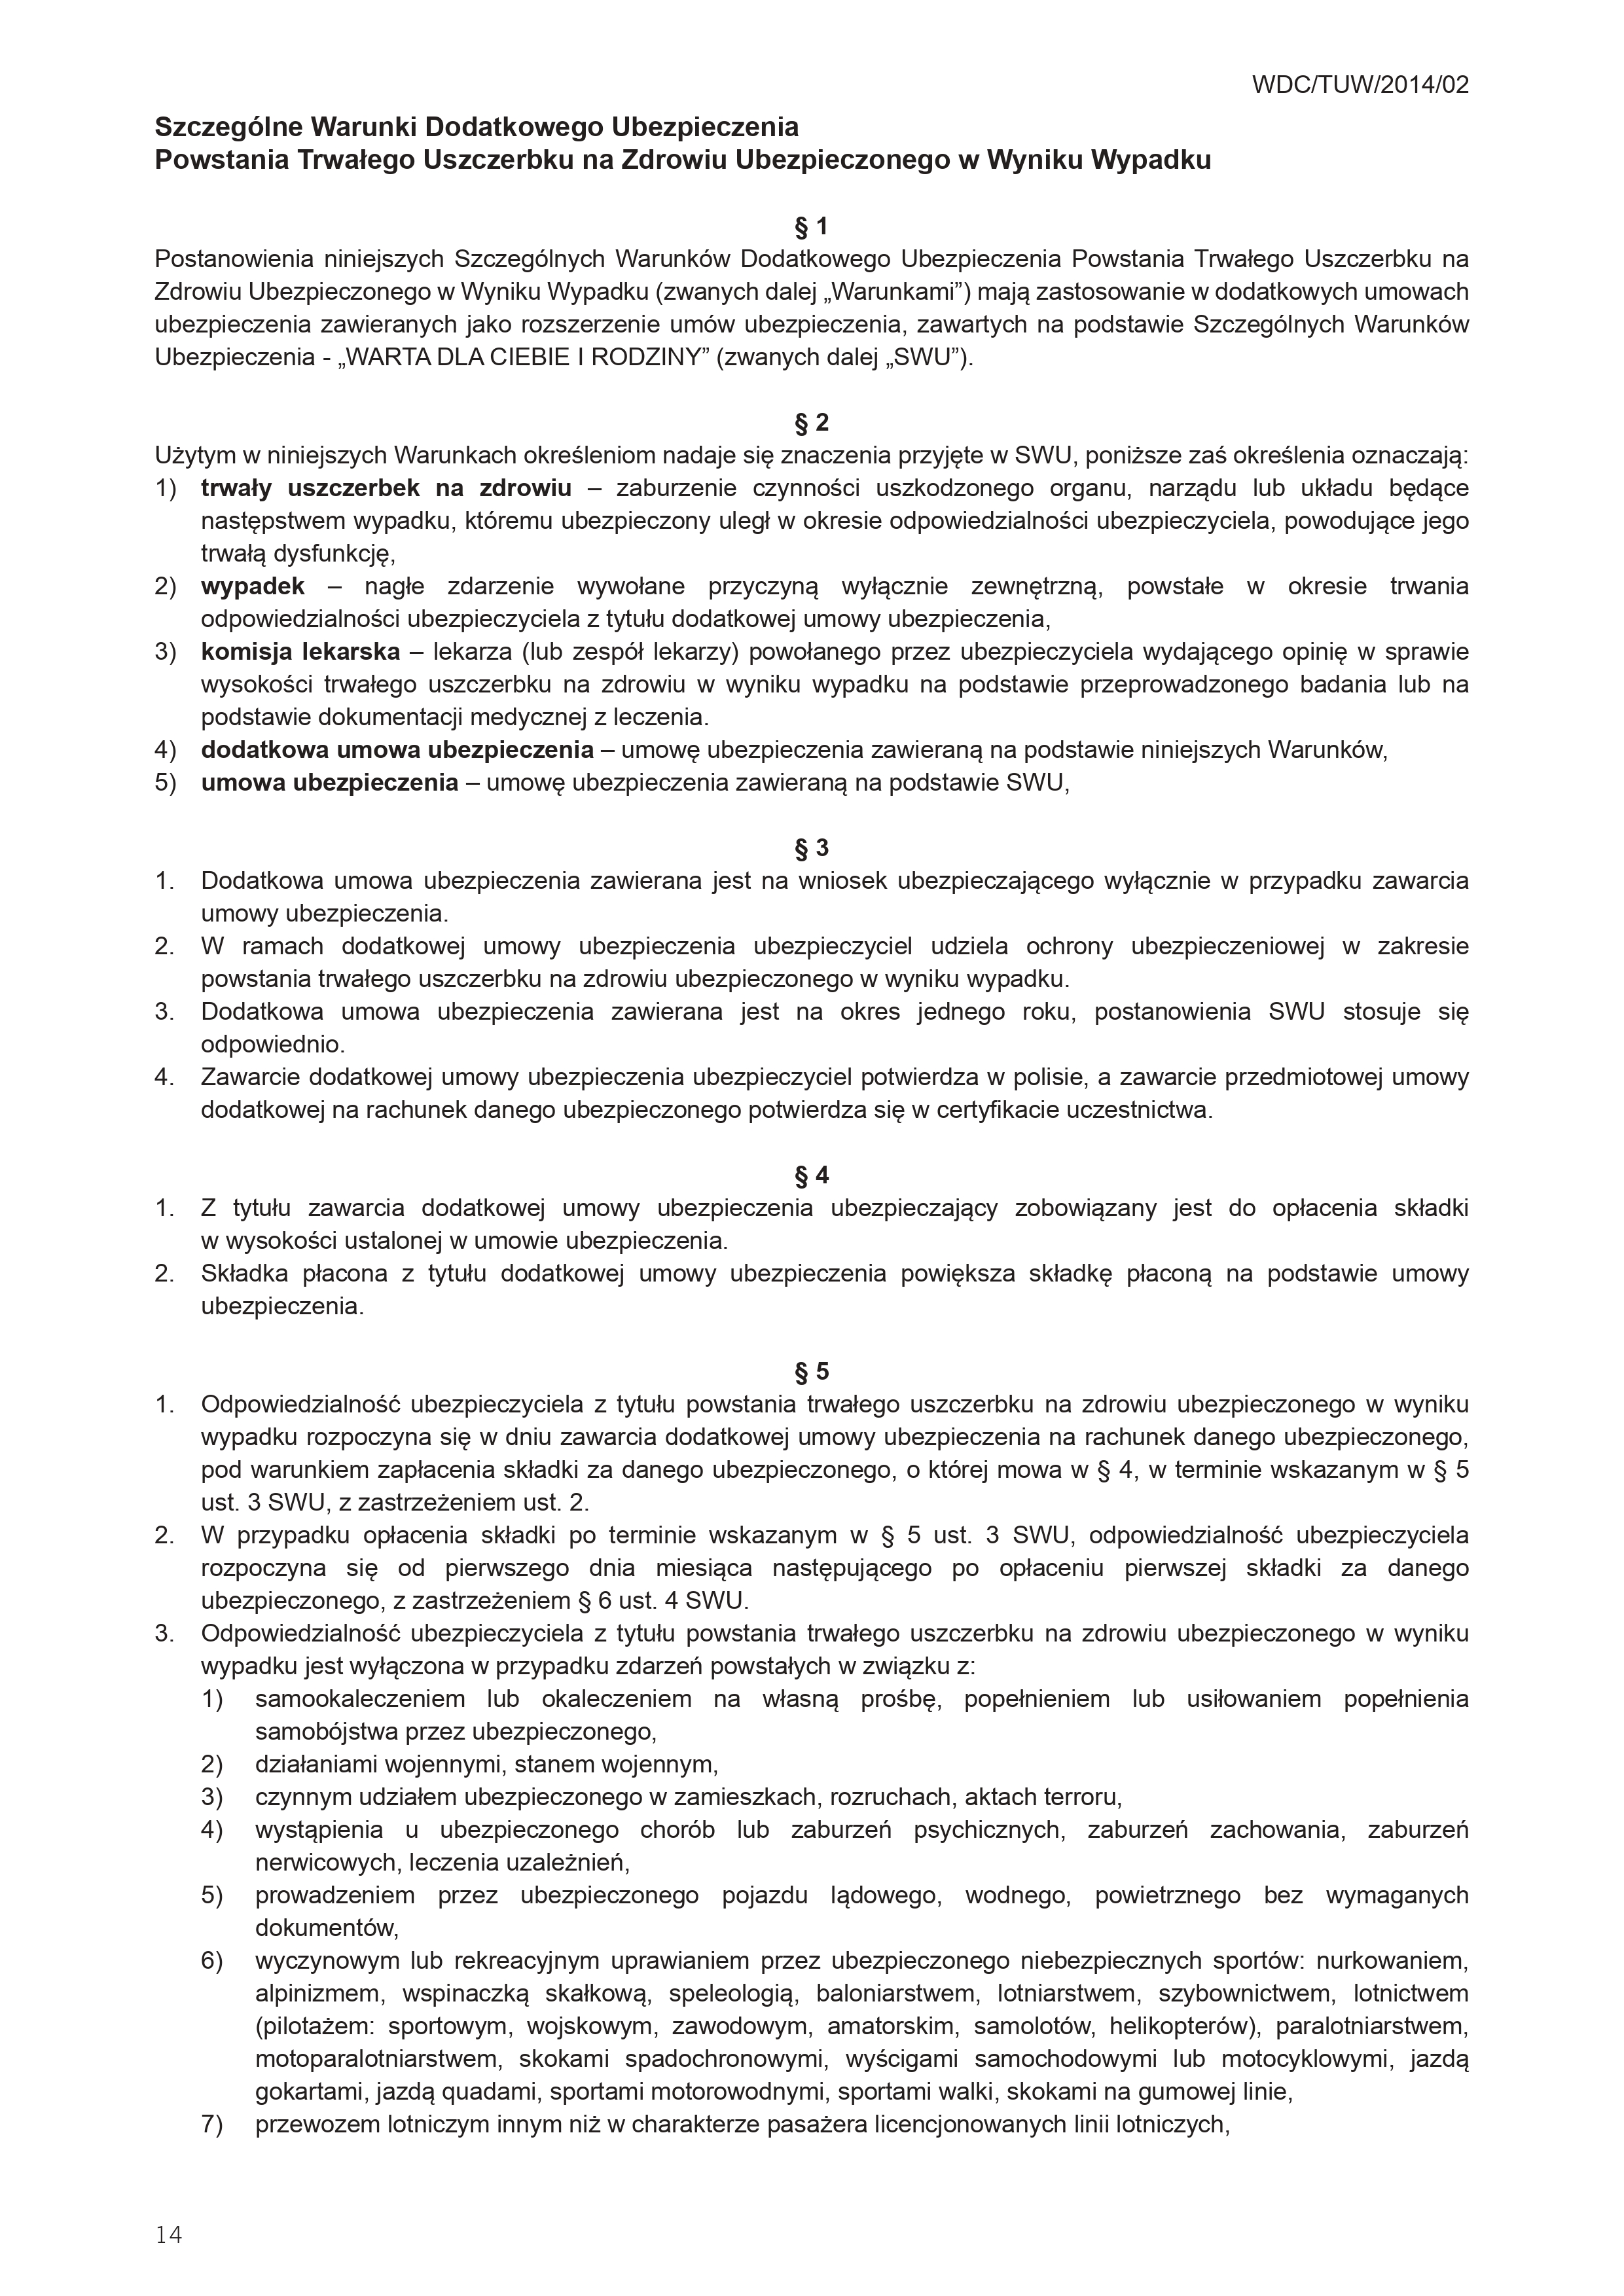 WDC/TUW/2014/02
Szczególne Warunki Dodatkowego Ubezpieczenia
Powstania Trwałego Uszczerbku na Zdrowiu Ubezpieczonego w Wyniku Wypadku
§ 1
Postanowienia niniejszych Szczególnych Warunków Dodatkowego Ubezpieczenia Powstania Trwałego Uszczerbku na
Zdrowiu Ubezpieczonego w Wyniku Wypadku (zwanych dalej „Warunkami”) mają zastosowanie w dodatkowych umowach
ubezpieczenia zawieranych jako rozszerzenie umów ubezpieczenia, zawartych na podstawie Szczególnych Warunków
Ubezpieczenia - „WARTA DLA CIEBIE I RODZINY” (zwanych dalej „SWU”).
§ 2
Użytym w niniejszych Warunkach określeniom nadaje się znaczenia przyjęte w SWU, poniższe zaś określenia oznaczają:
1) trwały uszczerbek na zdrowiu – zaburzenie czynności uszkodzonego organu, narządu lub układu będące
następstwem wypadku, któremu ubezpieczony uległ w okresie odpowiedzialności ubezpieczyciela, powodujące jego
trwałą dysfunkcję,
2) wypadek – nagłe zdarzenie wywołane przyczyną wyłącznie zewnętrzną, powstałe w okresie trwania
odpowiedzialności ubezpieczyciela z tytułu dodatkowej umowy ubezpieczenia,
3) komisja lekarska – lekarza (lub zespół lekarzy) powołanego przez ubezpieczyciela wydającego opinię w sprawie
wysokości trwałego uszczerbku na zdrowiu w wyniku wypadku na podstawie przeprowadzonego badania lub na
podstawie dokumentacji medycznej z leczenia.
4) dodatkowa umowa ubezpieczenia – umowę ubezpieczenia zawieraną na podstawie niniejszych Warunków,
5) umowa ubezpieczenia – umowę ubezpieczenia zawieraną na podstawie SWU,
§ 3
1. Dodatkowa umowa ubezpieczenia zawierana jest na wniosek ubezpieczającego wyłącznie w przypadku zawarcia
umowy ubezpieczenia.
2. W ramach dodatkowej umowy ubezpieczenia ubezpieczyciel udziela ochrony ubezpieczeniowej w zakresie
powstania trwałego uszczerbku na zdrowiu ubezpieczonego w wyniku wypadku.
3. Dodatkowa umowa ubezpieczenia zawierana jest na okres jednego roku, postanowienia SWU stosuje się
odpowiednio.
4. Zawarcie dodatkowej umowy ubezpieczenia ubezpieczyciel potwierdza w polisie, a zawarcie przedmiotowej umowy
dodatkowej na rachunek danego ubezpieczonego potwierdza się w certyfikacie uczestnictwa.
§ 4
1. Z tytułu zawarcia dodatkowej umowy ubezpieczenia ubezpieczający zobowiązany jest do opłacenia składki
w wysokości ustalonej w umowie ubezpieczenia.
2. Składka płacona z tytułu dodatkowej umowy ubezpieczenia powiększa składkę płaconą na podstawie umowy
ubezpieczenia.
§ 5
1. Odpowiedzialność ubezpieczyciela z tytułu powstania trwałego uszczerbku na zdrowiu ubezpieczonego w wyniku
wypadku rozpoczyna się w dniu zawarcia dodatkowej umowy ubezpieczenia na rachunek danego ubezpieczonego,
pod warunkiem zapłacenia składki za danego ubezpieczonego, o której mowa w § 4, w terminie wskazanym w § 5
ust. 3 SWU, z zastrzeżeniem ust. 2.
2. W przypadku opłacenia składki po terminie wskazanym w § 5 ust. 3 SWU, odpowiedzialność ubezpieczyciela
rozpoczyna się od pierwszego dnia miesiąca następującego po opłaceniu pierwszej składki za danego
ubezpieczonego, z zastrzeżeniem § 6 ust. 4 SWU.
3. Odpowiedzialność ubezpieczyciela z tytułu powstania trwałego uszczerbku na zdrowiu ubezpieczonego w wyniku
wypadku jest wyłączona w przypadku zdarzeń powstałych w związku z:
1) samookaleczeniem lub okaleczeniem na własną prośbę, popełnieniem lub usiłowaniem popełnienia
samobójstwa przez ubezpieczonego,
2) działaniami wojennymi, stanem wojennym,
3) czynnym udziałem ubezpieczonego w zamieszkach, rozruchach, aktach terroru,
4) wystąpienia u ubezpieczonego chorób lub zaburzeń psychicznych, zaburzeń zachowania, zaburzeń
nerwicowych, leczenia uzależnień,
5) prowadzeniem przez ubezpieczonego pojazdu lądowego, wodnego, powietrznego bez wymaganych
dokumentów,
6) wyczynowym lub rekreacyjnym uprawianiem przez ubezpieczonego niebezpiecznych sportów: nurkowaniem,
alpinizmem, wspinaczką skałkową, speleologią, baloniarstwem, lotniarstwem, szybownictwem, lotnictwem
(pilotażem: sportowym, wojskowym, zawodowym, amatorskim, samolotów, helikopterów), paralotniarstwem,
motoparalotniarstwem, skokami spadochronowymi, wyścigami samochodowymi lub motocyklowymi, jazdą
gokartami, jazdą quadami, sportami motorowodnymi, sportami walki, skokami na gumowej linie,
7) przewozem lotniczym innym niż w charakterze pasażera licencjonowanych linii lotniczych,
14